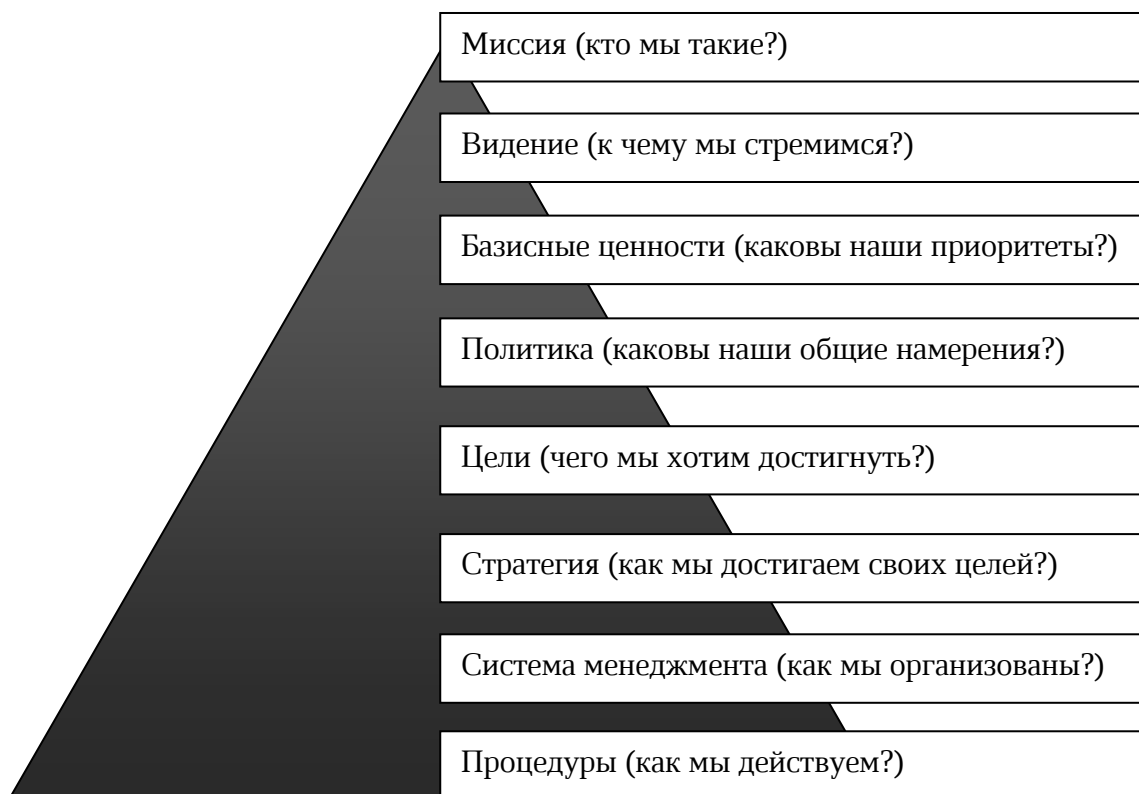 Миссия (кто мы такие?)
Видение (к чему мы стремимся?)
Базисные ценности (каковы наши приоритеты?)
Политика (каковы наши общие намерения?)
Цели (чего мы хотим достигнуть?)
Стратегия (как мы достигаем своих целей?)
Система менеджмента (как мы организованы?)
Процедуры (как мы действуем?)